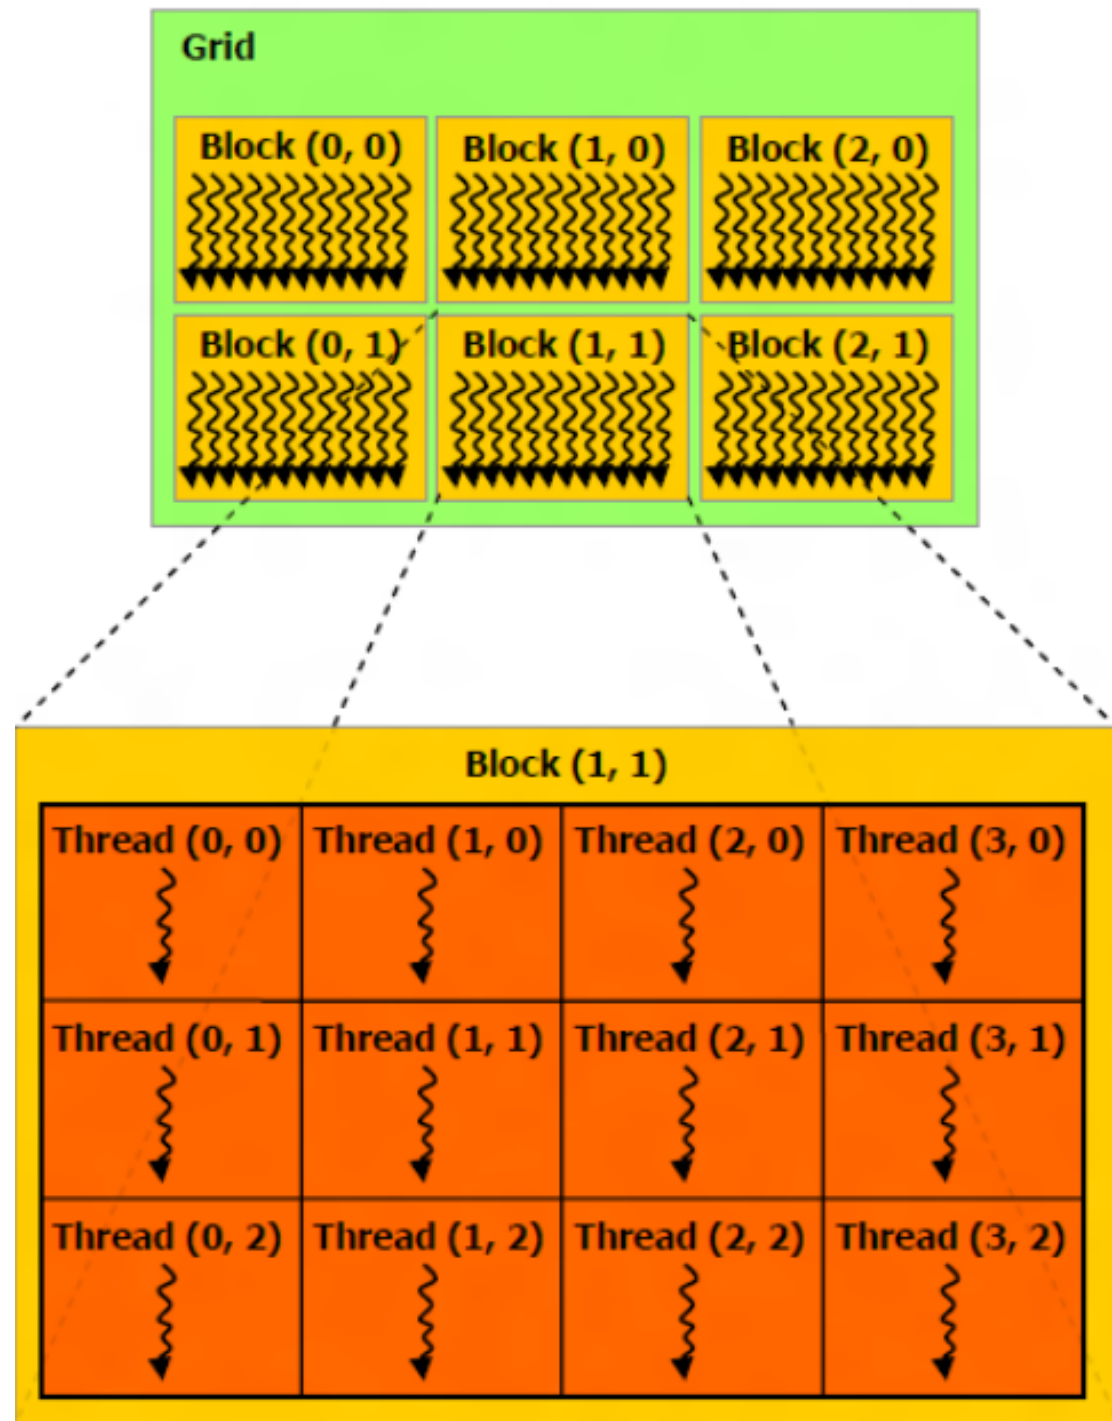 Grid
Block (0, 0) Block (1, 0) Block (2, 0)
Block (0, 1) Block (1, 1) Block (2, 1)
Block (1, 1)
Thread (0, 0) Thread (1, 0) Thread (2, 0) Thread (3, 0)
Thread (0, 1) Thread (1, 1) Thread (2, 1) Thread (3, 1)
Thread (0, 2) Thread (1, 2) Thread (2, 2) Thread (3, 2)